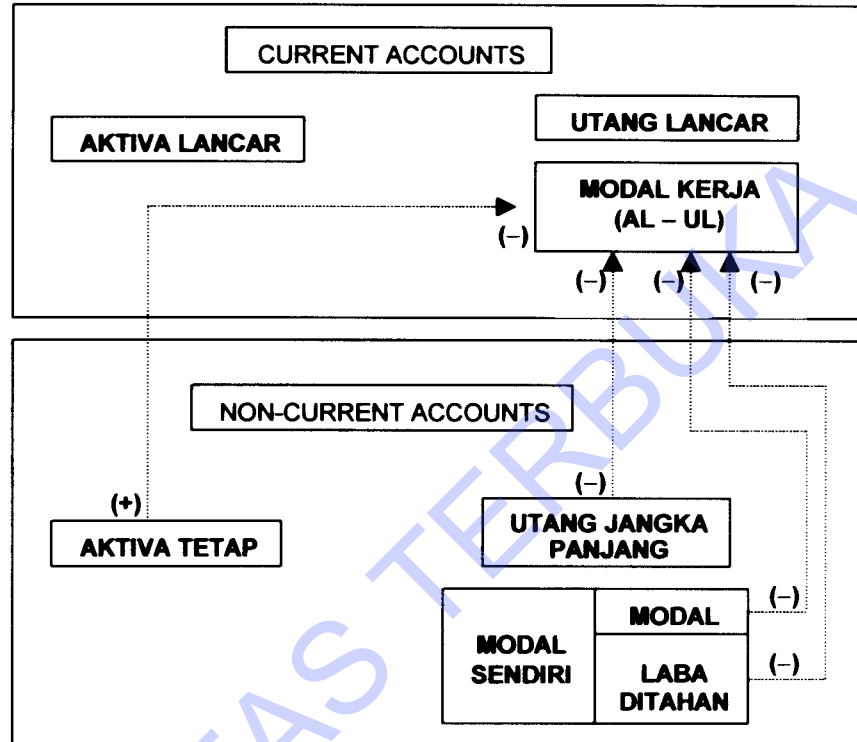 CURRENT ACCOUNTS
AKTIVA LANCAR
UTANG LANCAR
MODAL KERJA
(AL – UL)
(–)
(–)
(–)
(–)
NON-CURRENT ACCOUNTS
(+)
AKTIVA TETAP
(–)
UTANG JANGKA
PANJANG
MODAL
SENDIRI
MODAL
(–)
LABA
DITAHAN
(–)
TAS TERBUKA